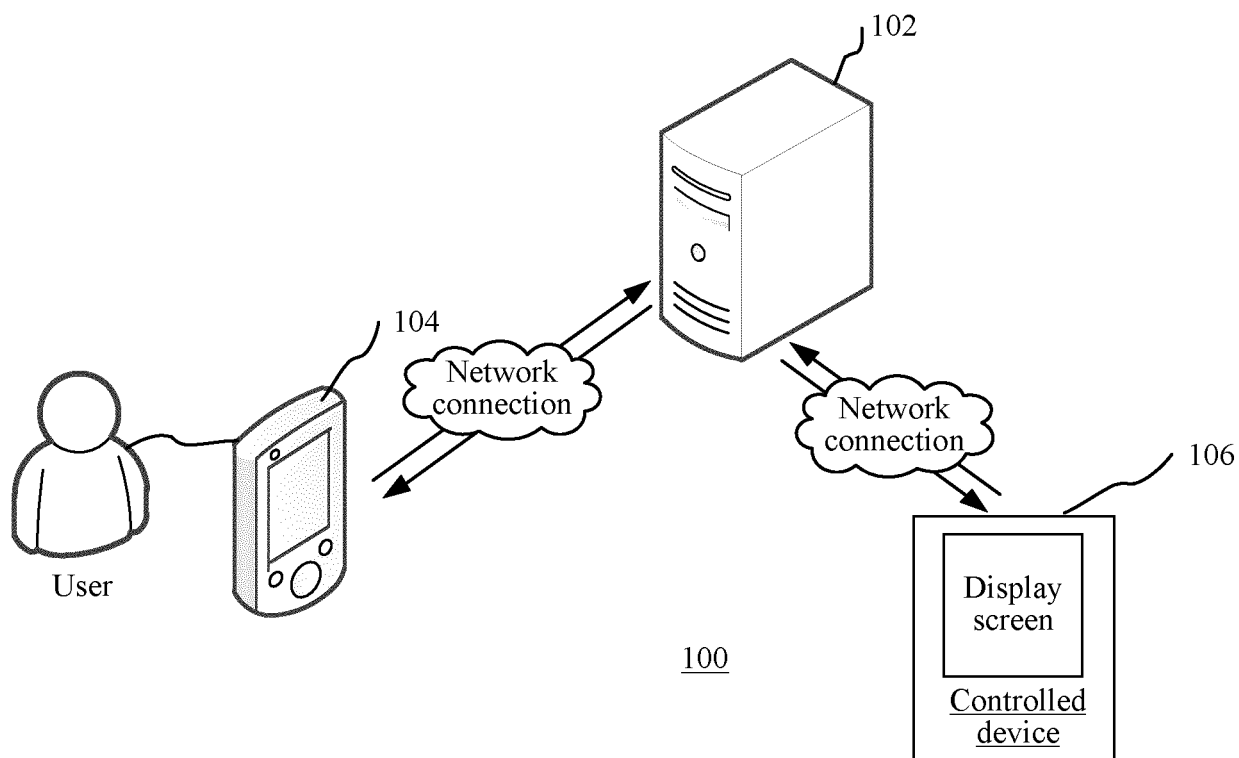 102
104
Network
connection
Network
connection
106
User
Display
screen
100
Controlled
device